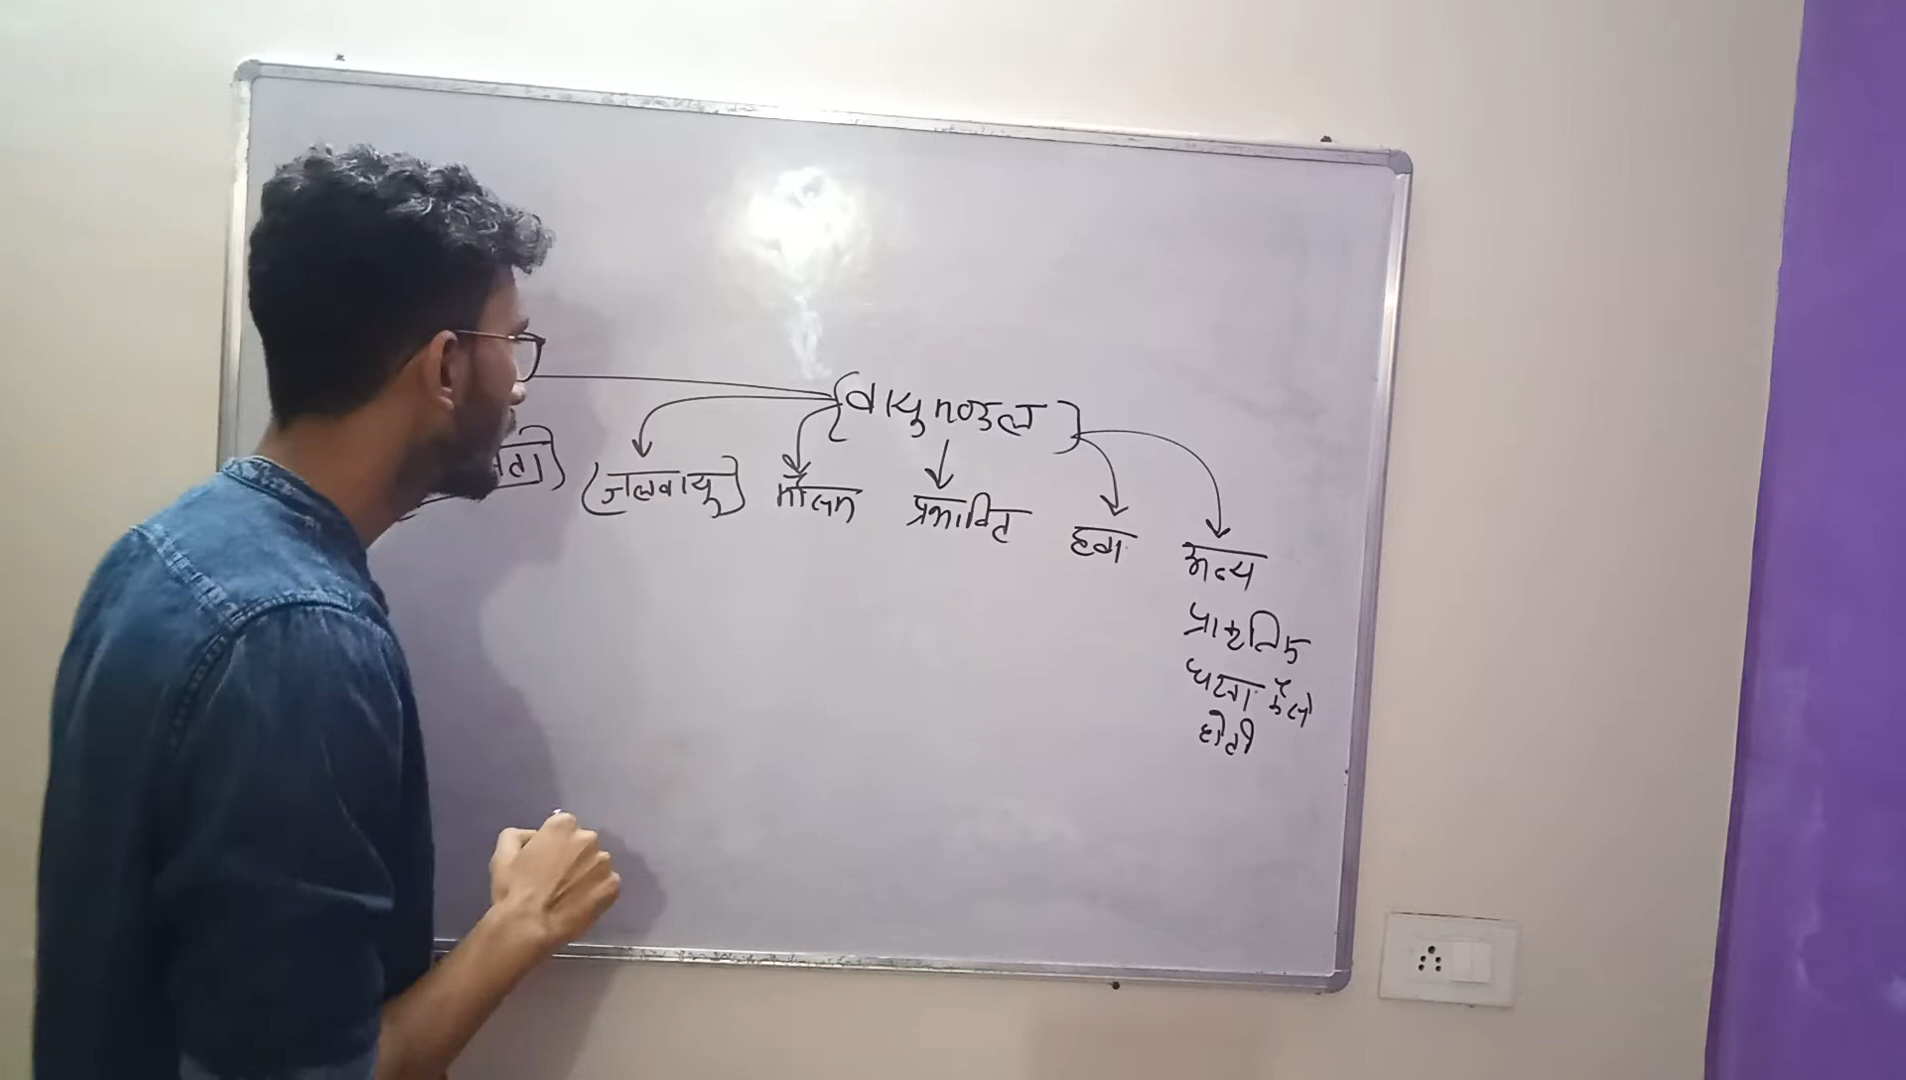 {वायुमण्डल}
(जलवायु) मौसम प्रभावित हवा अन्य
प्राकृतिक
घटना कैसे
होती